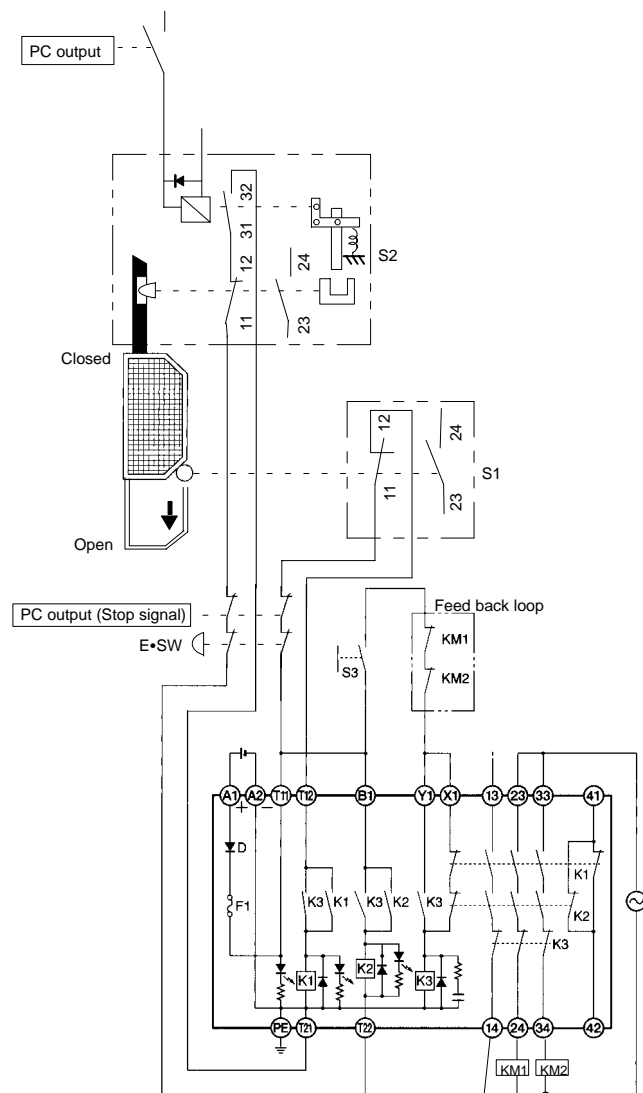 PC output
32
31
12
24
S2
11
23
Closed
12
24
S1
11
23
Open
PC output (Stop signal)
E•SW
Feed back loop
KM1
S3
KM2
A1
A2
T11
T12
B1
Y1
X1
13
23
33
41
+
−
D
F1
K3
K1
K3
K2
K3
K1
K2
K3
K1
K2
K3
PE
T21
T22
14
24
34
42
KM1
KM2